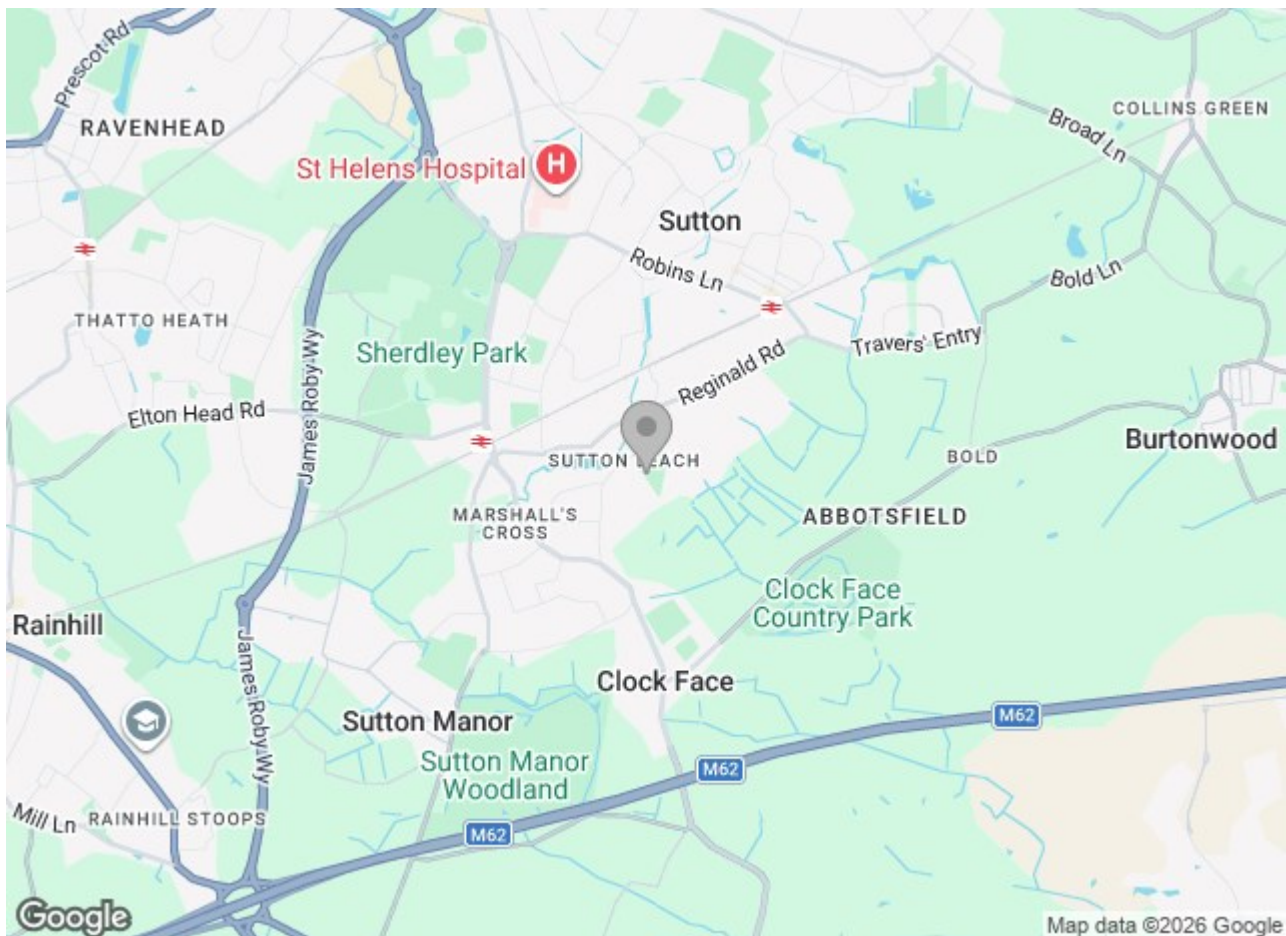 Prescot Rd
RAVENHEAD
St Helens Hospital
H
COLLINS GREEN
Broad Ln
Sutton
Robins Ln
Bold Ln
THATTO HEATH
Travers' Entry
Sherdley Park
James Roby Wy
Reginald Rd
Elton Head Rd
SUTTON LEACH
BOLD
Burtonwood
MARSHALL'S
CROSS
ABBOTSFIELD
Clock Face
Country Park
Rainhill
James Roby Wy
Clock Face
Sutton Manor
M62
Sutton Manor
Woodland
M62
Mill Ln
RAINHILL STOOPS
M62
Google
Map data ©2026 Google